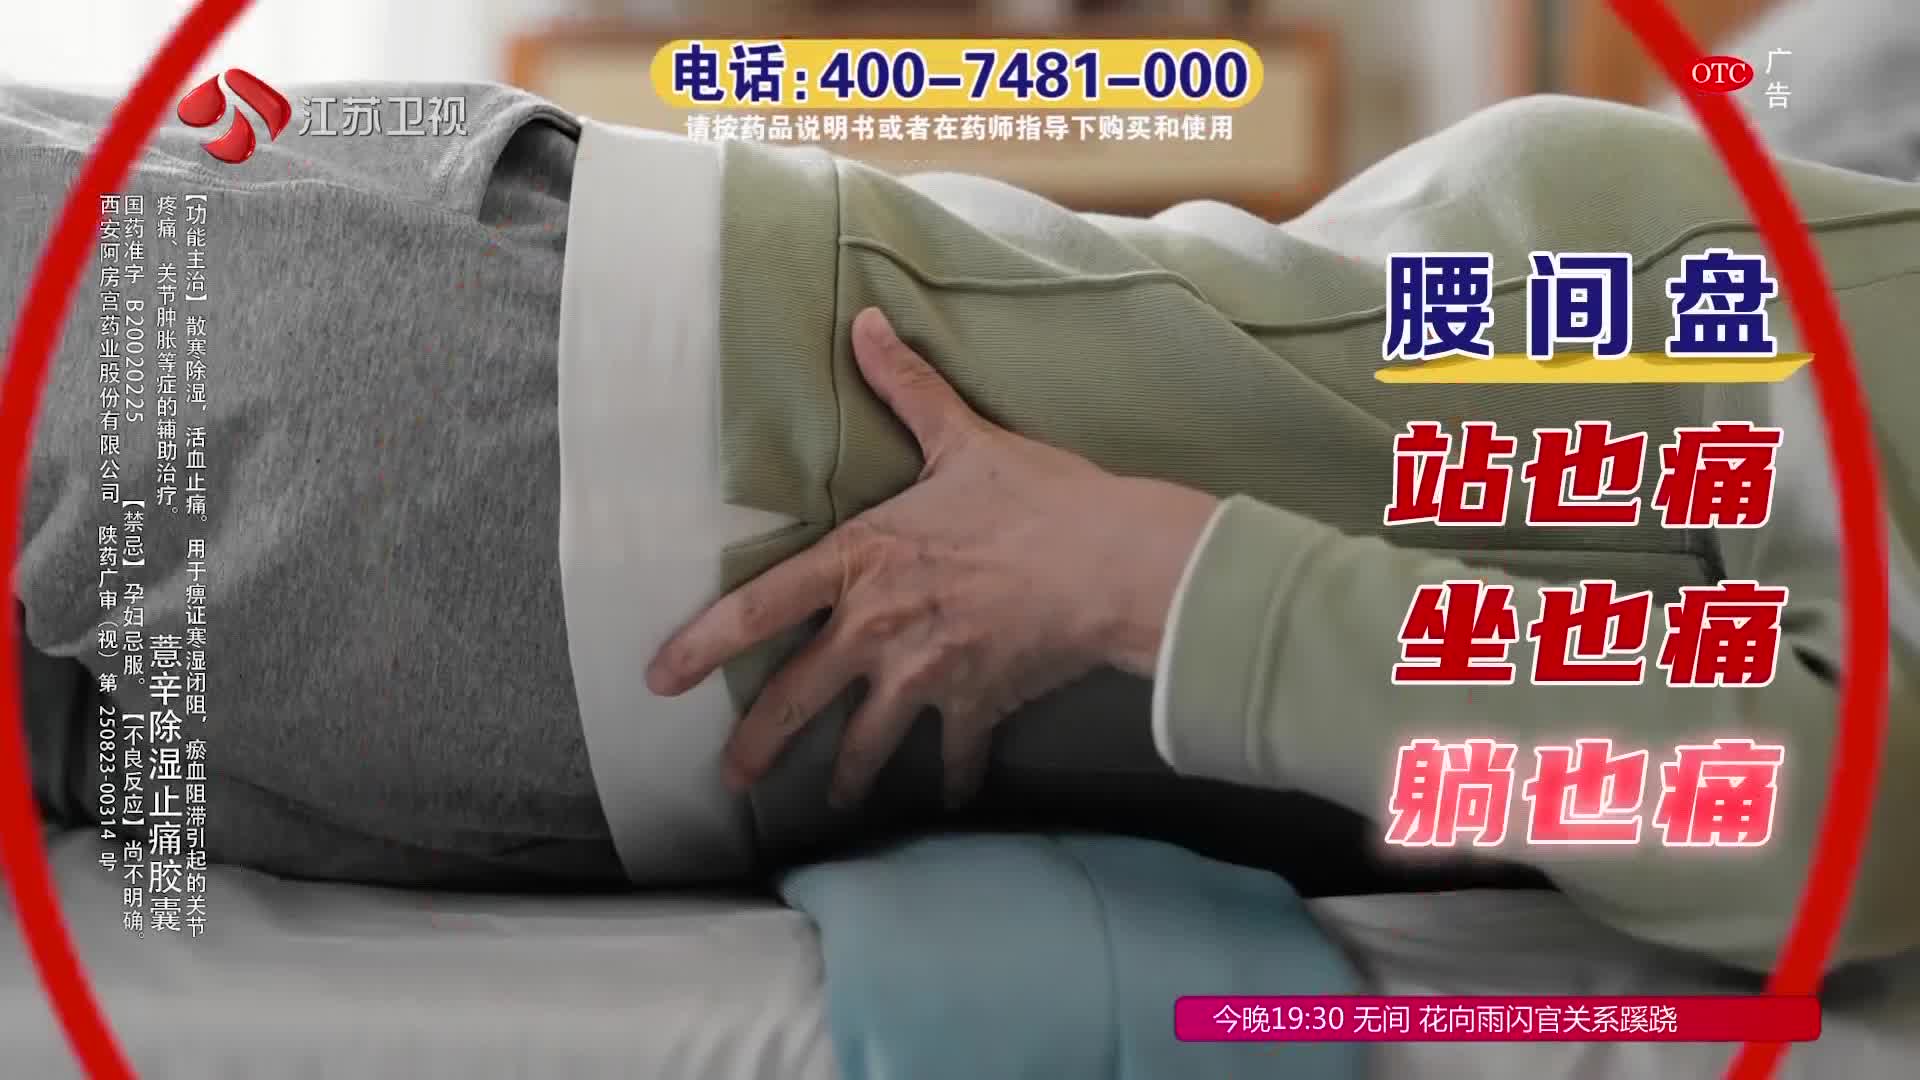 电话:400-7481-000
请按药品说明书或者在药师指导下购买和使用
OTC
广告
江苏卫视
腰间盘
站也痛
坐也痛
躺也痛
【功能主治】散寒除湿，活血止痛。用于痹证寒湿闭阻，瘀血阻滞引起的关节
疼痛、关节肿胀等症的辅助治疗。
薏辛除湿止痛胶囊
国药准字 B20020225 【禁忌】孕妇忌服。【不良反应】尚不明确。
西安阿房宫药业股份有限公司 陕药广审（视）第 250823-00314 号
今晚19:30 无间 花向雨闪官关系蹊跷